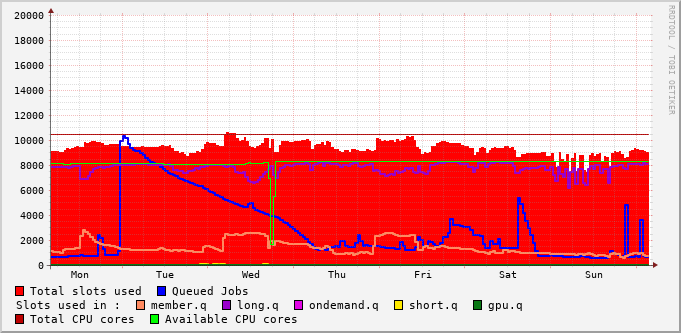 RRDTOOL / TOBI OETIKER
20000
18000
16000
14000
12000
10000
8000
6000
4000
2000
0
Mon Tue Wed Thu Fri Sat Sun
Total slots used Queued Jobs
Slots used in : member.q long.q ondemand.q short.q gpu.q
Total CPU cores Available CPU cores